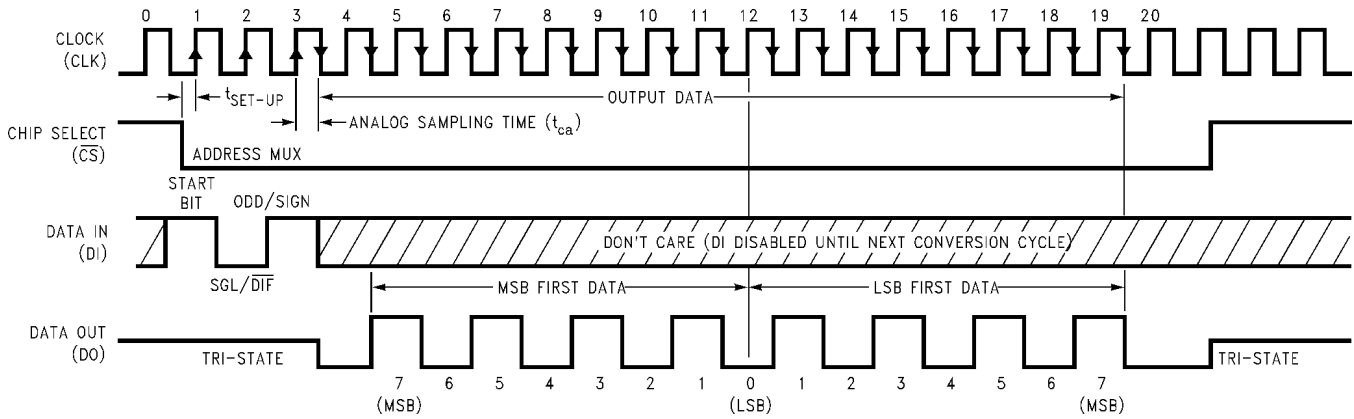 0 1 2 3 4 5 6 7 8 9 10 11 12 13 14 15 16 17 18 19 20
CLOCK
(CLK)
tSET-UP
OUTPUT DATA
ANALOG SAMPLING TIME (tca)
CHIP SELECT
(C̅S̅)
ADDRESS MUX
START
BIT
ODD/SIGN
DATA IN
(DI)
DON'T CARE (DI DISABLED UNTIL NEXT CONVERSION CYCLE)
SGL/D̅I̅F̅
MSB FIRST DATA
LSB FIRST DATA
DATA OUT
(DO)
TRI-STATE
TRI-STATE
7 6 5 4 3 2 1 0 1 2 3 4 5 6 7
(MSB) (LSB) (MSB)